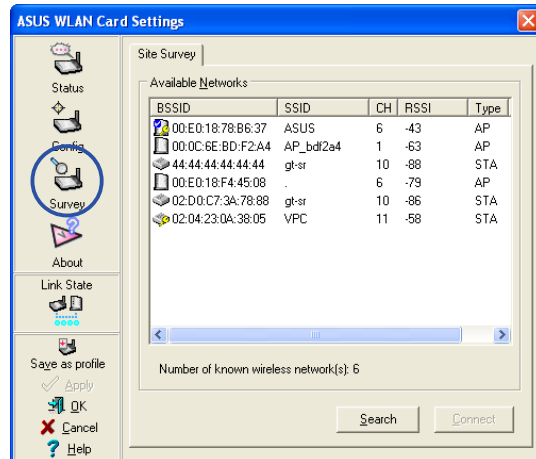 ASUS WLAN Card Settings
Status
Config
Survey
About
Link State
Save as profile
Apply
OK
Cancel
Help
Site Survey
Available Networks
BSSID SSID CH RSSI Type
00:E0:18:78:B6:37 ASUS 6 -43 AP
00:0C:6E:BD:F2:A4 AP_bdf2a4 1 -63 AP
44:44:44:44:44:44 gt-sr 10 -88 STA
00:E0:18:F4:45:08 . 6 -79 AP
02:D0:C7:3A:78:88 gt-sr 10 -86 STA
02:04:23:0A:38:05 VPC 11 -58 STA
Number of known wireless network(s): 6
Search Connect